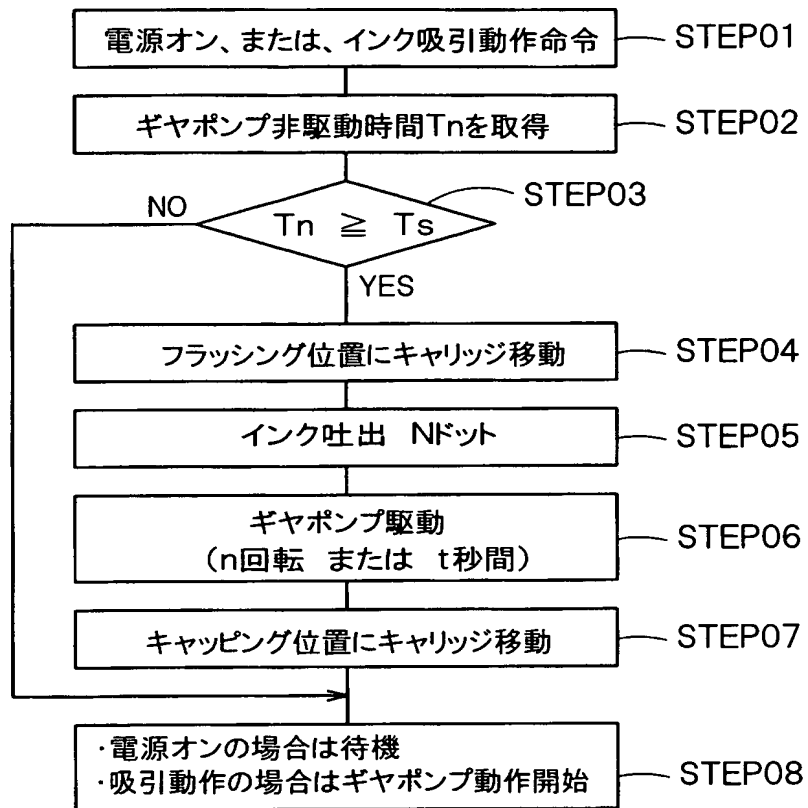 電源オン、または、インク吸引動作命令 STEP01
ギヤポンプ非駆動時間Tnを取得 STEP02
STEP03
NO
Tn ≧ Ts
YES
フラッシング位置にキャリッジ移動 STEP04
インク吐出 Nドット STEP05
ギヤポンプ駆動
(n回転 または t秒間) STEP06
キャッピング位置にキャリッジ移動 STEP07
・電源オンの場合は待機
・吸引動作の場合はギヤポンプ動作開始 STEP08